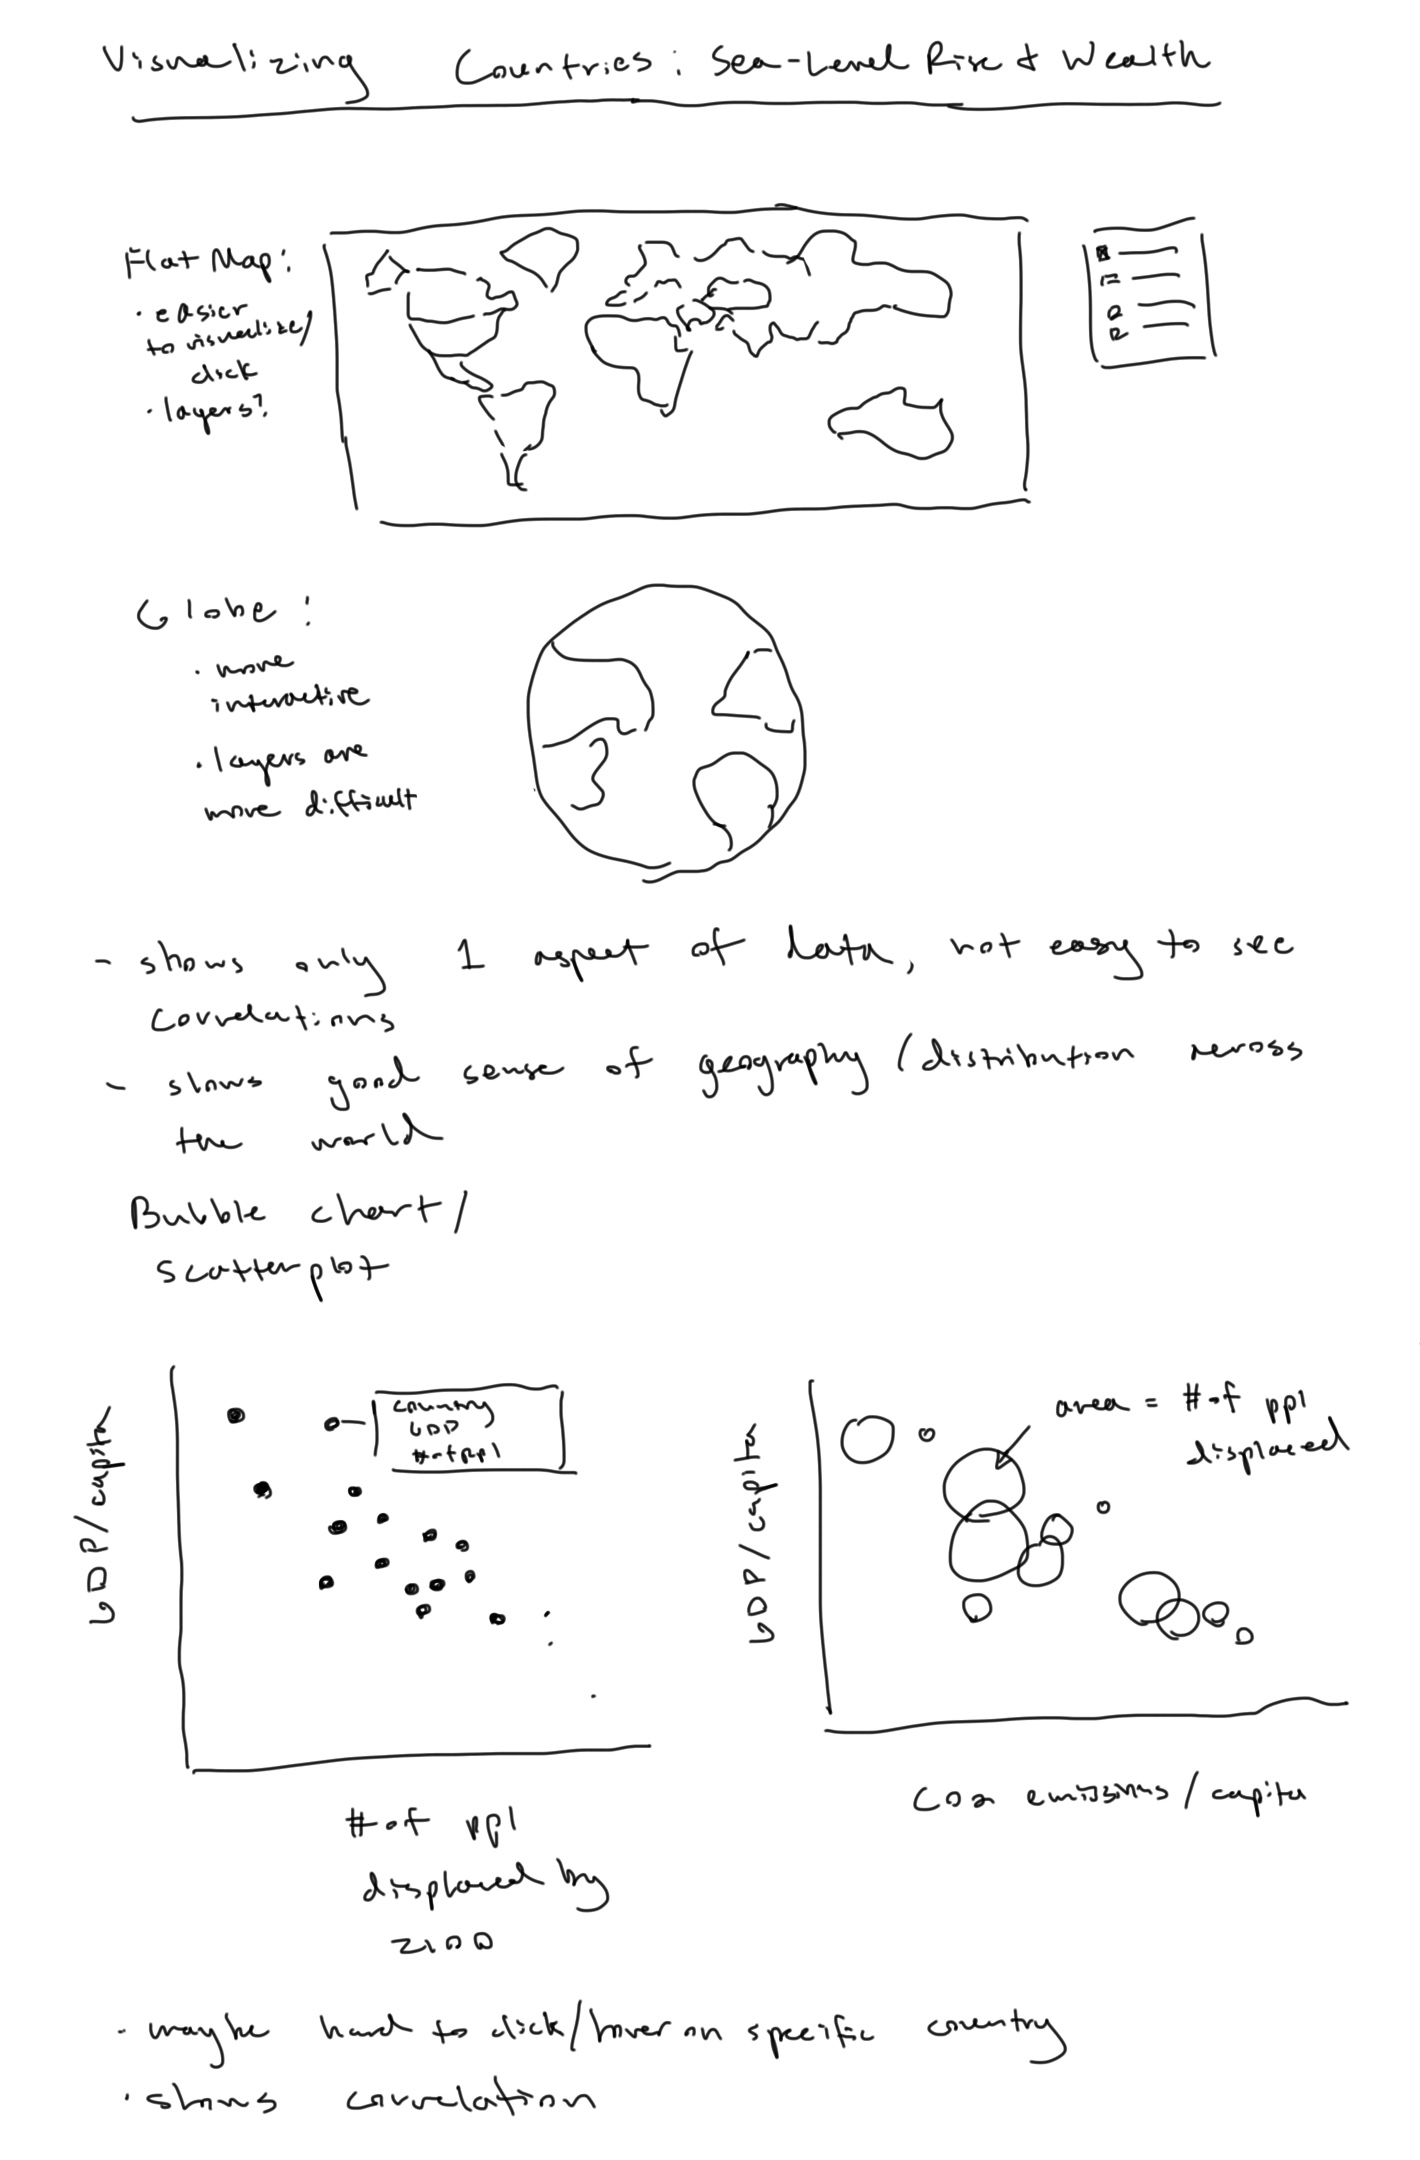 Visualizing Countries: Sea-Level Rise & Wealth
Flat Map:
• easier
to visualize/
click
• layers?
Globe:
• more
interactive
• layers are
more difficult
- shows only 1 aspect of data, not easy to see
correlations
- shows good sense of geography/distribution across
the world
Bubble chart/
scatterplot
GDP/capita
country
GDP
# of ppl
# of ppl
displaced by
2100
GDP/capita
area = # of ppl
displaced
CO2 emissions/capita
• maybe hard to click/hover on specific country
• shows correlation